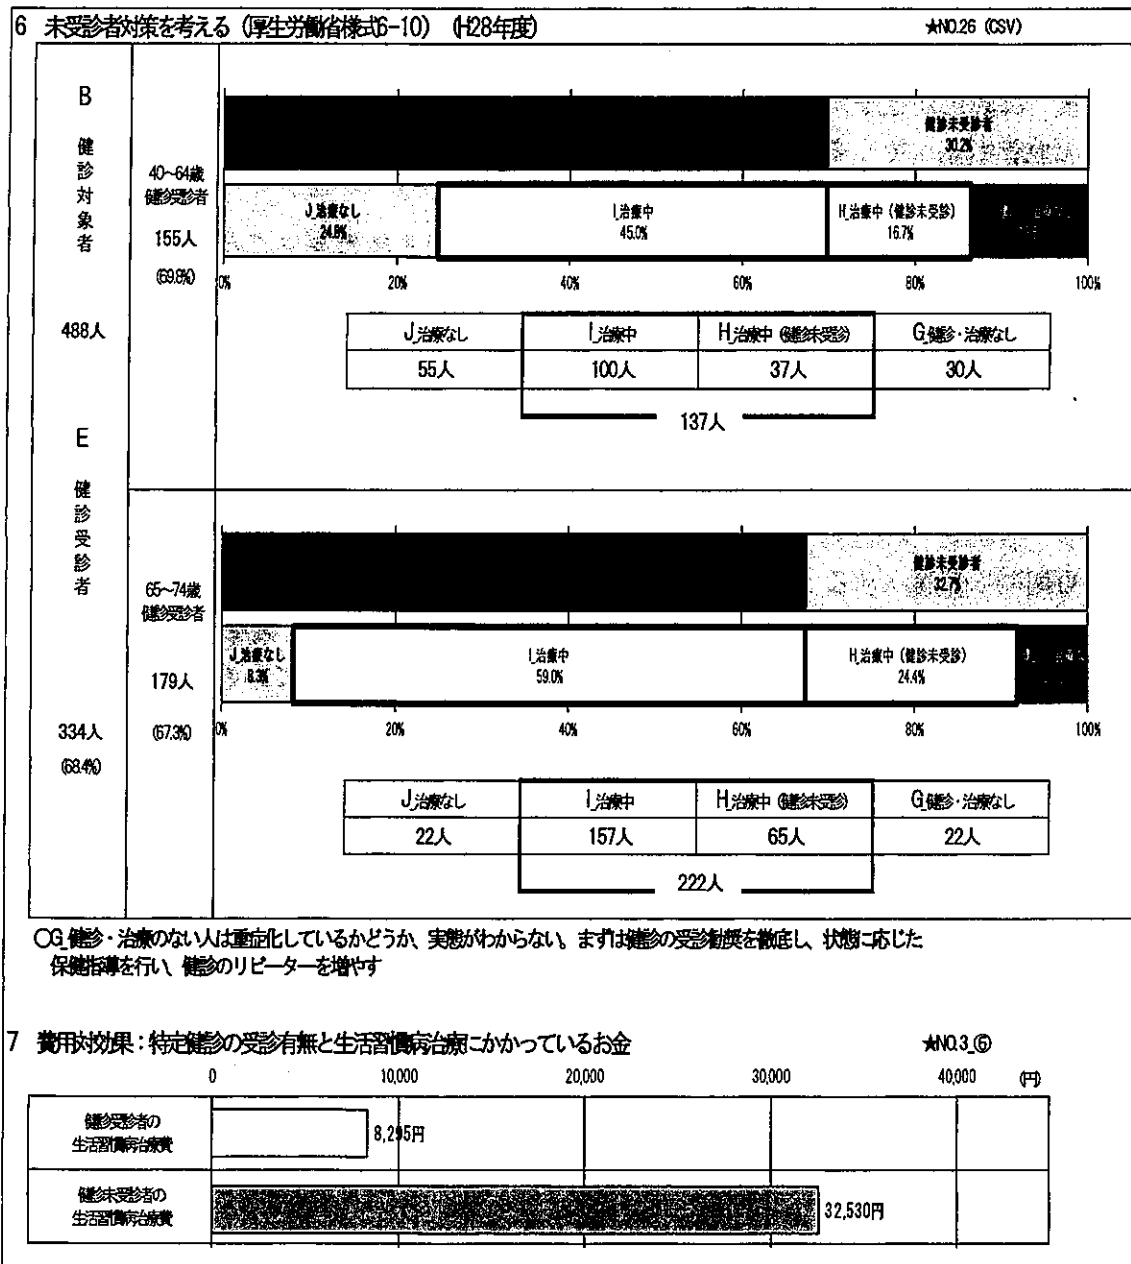 6 未受診者対策を考える（厚生労働省様式6-10）（H28年度） ★NO.26（CSV）
B
健診対象者
488人
E
健診受診者
334人
(68.4%)
40～64歳
健診受診者
155人
(69.8%)
健診未受診者
30.2%
J_治療なし
24.8%
I_治療中
45.0%
H_治療中（健診未受診）
16.7%
0% 20% 40% 60% 80% 100%
J_治療なし I_治療中 H_治療中（健診未受診） G_健診・治療なし
55人 100人 37人 30人
137人
65～74歳
健診受診者
179人
(67.3%)
健診未受診者
32.7%
J_治療なし
8.3%
I_治療中
59.0%
H_治療中（健診未受診）
24.4%
0% 20% 40% 60% 80% 100%
J_治療なし I_治療中 H_治療中（健診未受診） G_健診・治療なし
22人 157人 65人 22人
222人
○G_健診・治療のない人は重症化しているかどうか、実態がわからない。まずは健診の受診勧奨を徹底し、状態に応じた
保健指導を行い、健診のリピーターを増やす
7 費用対効果：特定健診の受診有無と生活習慣病治療にかかっているお金 ★NO.3_⑥
0 10,000 20,000 30,000 40,000 (円)
健診受診者の
生活習慣病治療費
8,295円
健診未受診者の
生活習慣病治療費
32,530円